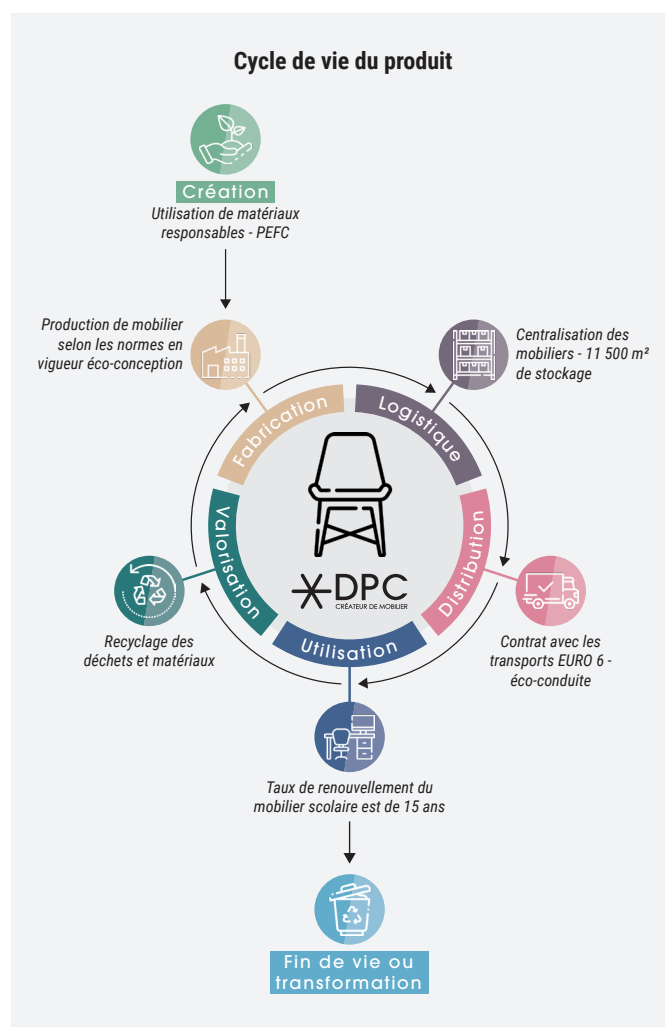 Cycle de vie du produit
Création
Utilisation de matériaux
responsables - PEFC
Production de mobilier
selon les normes en
vigueur éco-conception
Centralisation des
mobiliers - 11 500 m²
de stockage
Fabrication
Logistique
Valorisation
Distribution
Utilisation
DPC
CRÉATEUR DE MOBILIER
Recyclage des
déchets et matériaux
Contrat avec les
transports EURO 6 -
éco-conduite
Taux de renouvellement du
mobilier scolaire est de 15 ans
Fin de vie ou
transformation